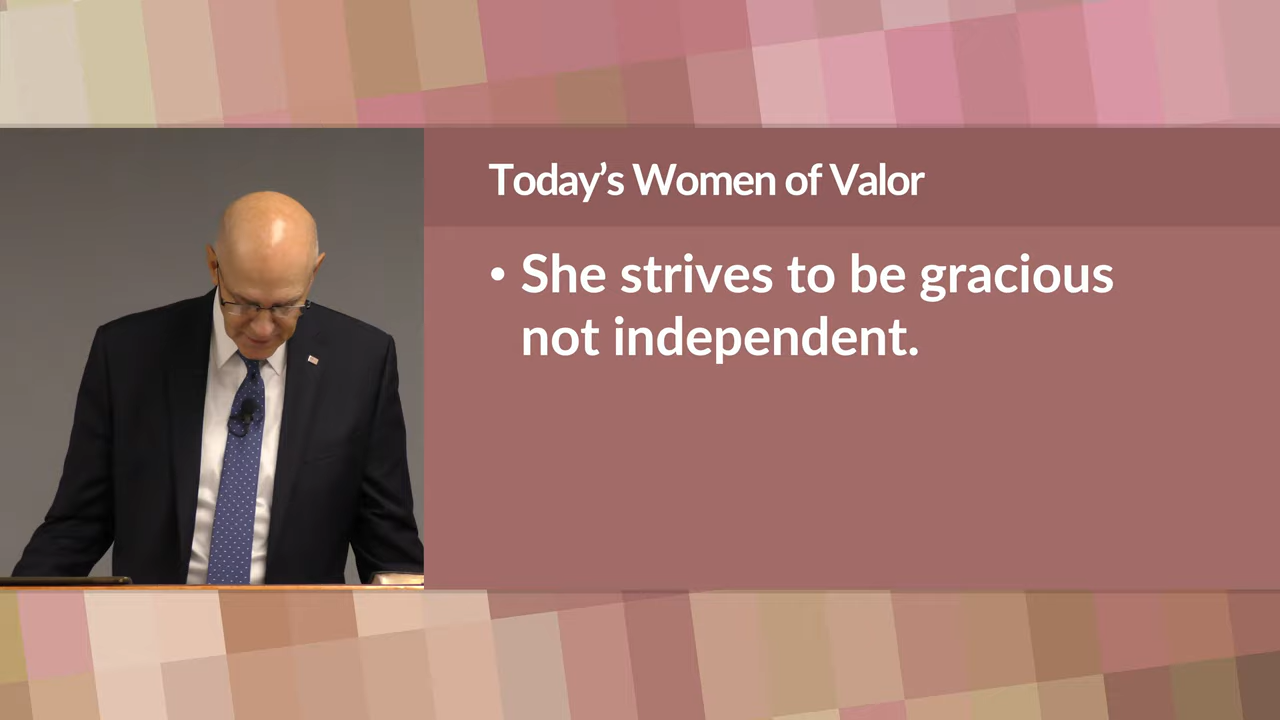 Today’s Women of Valor
• She strives to be gracious
not independent.